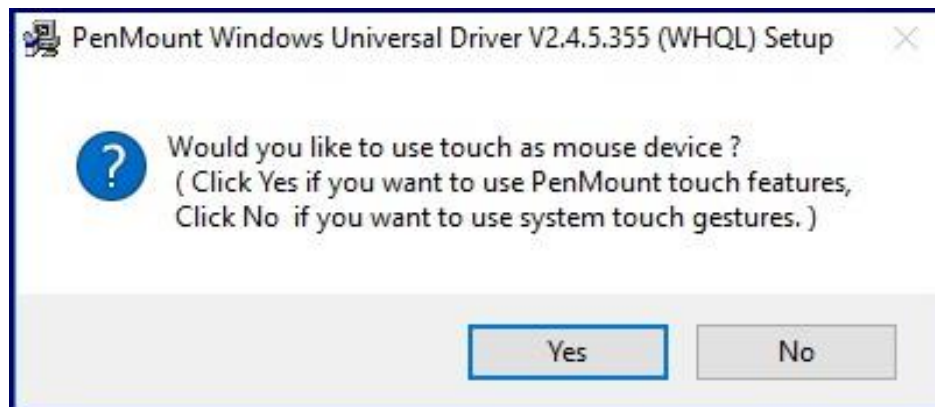 PenMount Windows Universal Driver V2.4.5.355 (WHQL) Setup
?
Would you like to use touch as mouse device ?
( Click Yes if you want to use PenMount touch features,
Click No  if you want to use system touch gestures. )
Yes
No